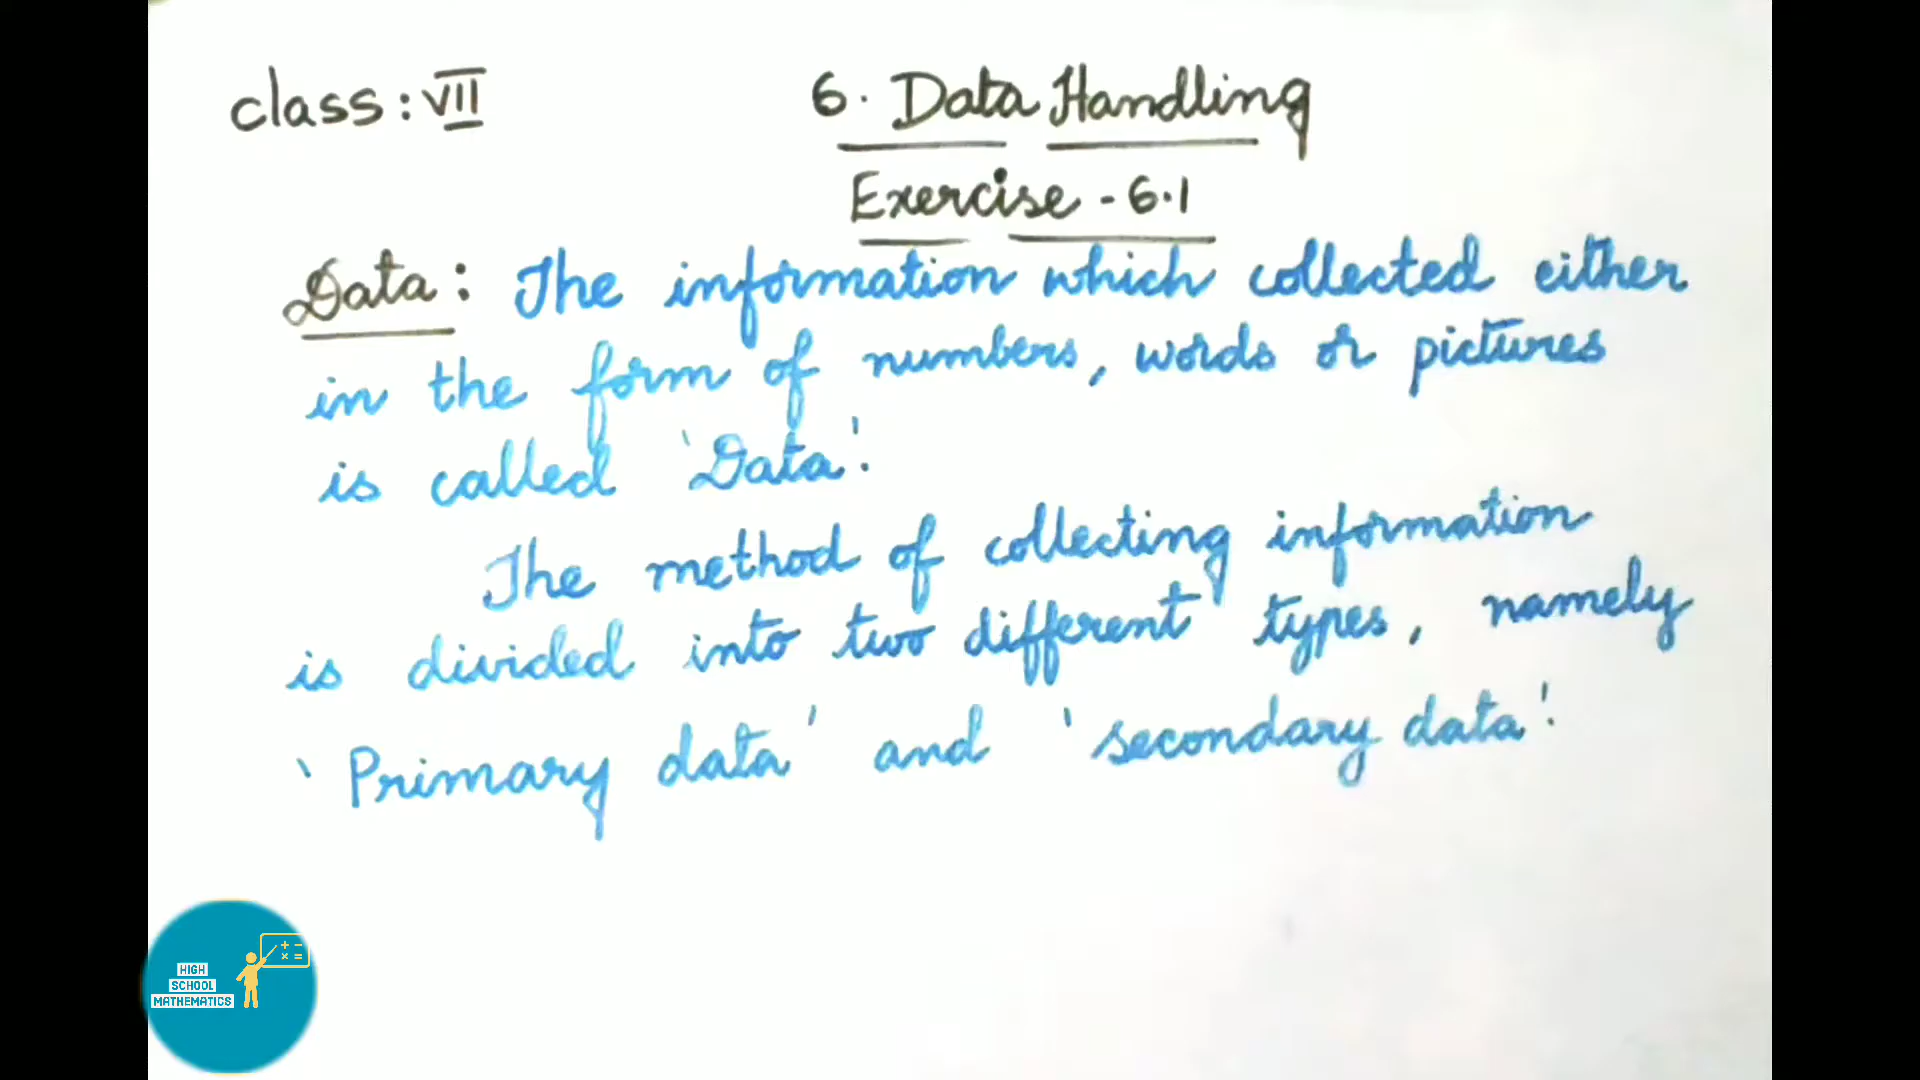 class: VII
6. Data Handling
Exercise - 6.1
Data: The information which collected either
in the form of numbers, words or pictures
is called 'Data'.
The method of collecting information
is divided into two different types, namely
'Primary data' and 'secondary data'.
HIGH
SCHOOL
MATHEMATICS
+ -
× =